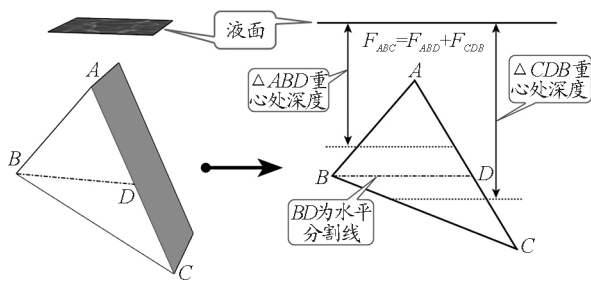 液面
F_ABC=F_ABD+F_CDB
△ABD重
心处深度
△CDB重
心处深度
A
A
B
D
B
D
BD为水平
分割线
C
C